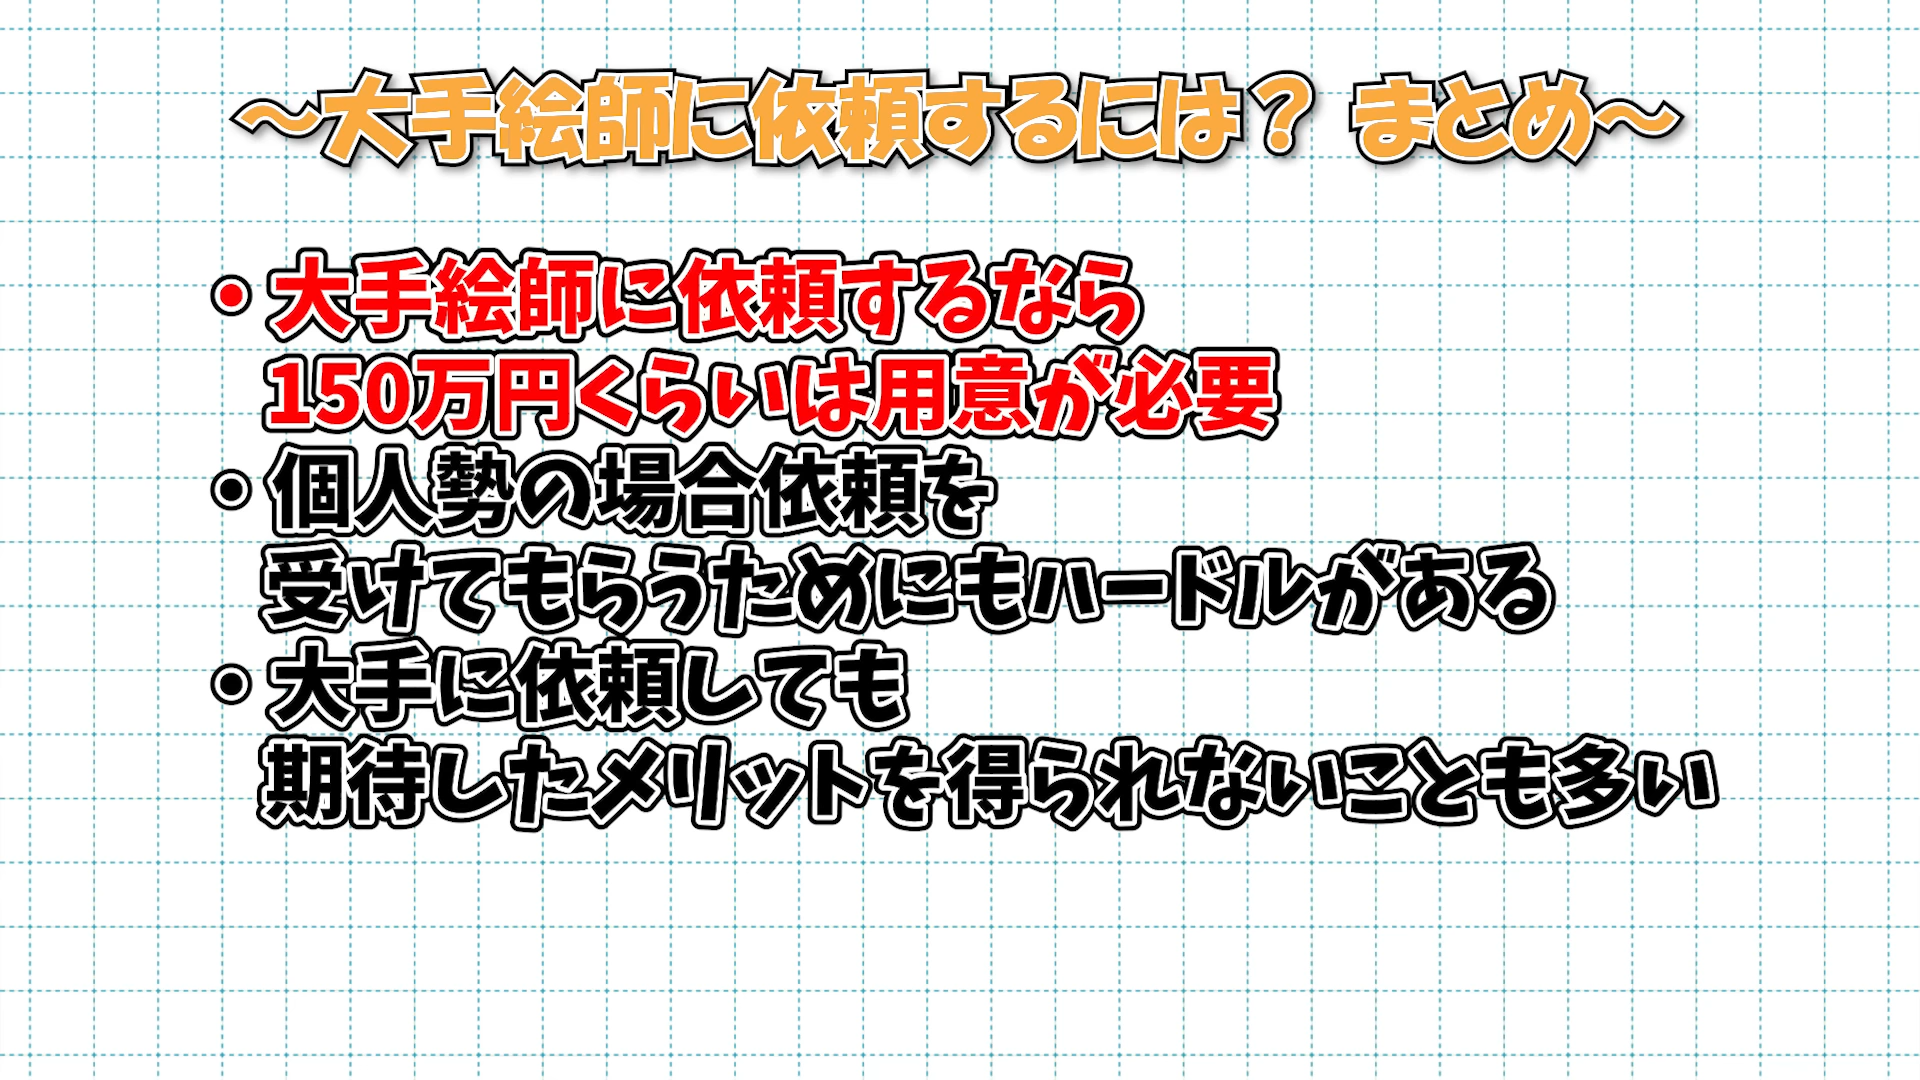 ～大手絵師に依頼するには？ まとめ～
・大手絵師に依頼するなら
150万円くらいは用意が必要
・個人勢の場合依頼を
受けてもらうためにもハードルがある
・大手に依頼しても
期待したメリットを得られないことも多い